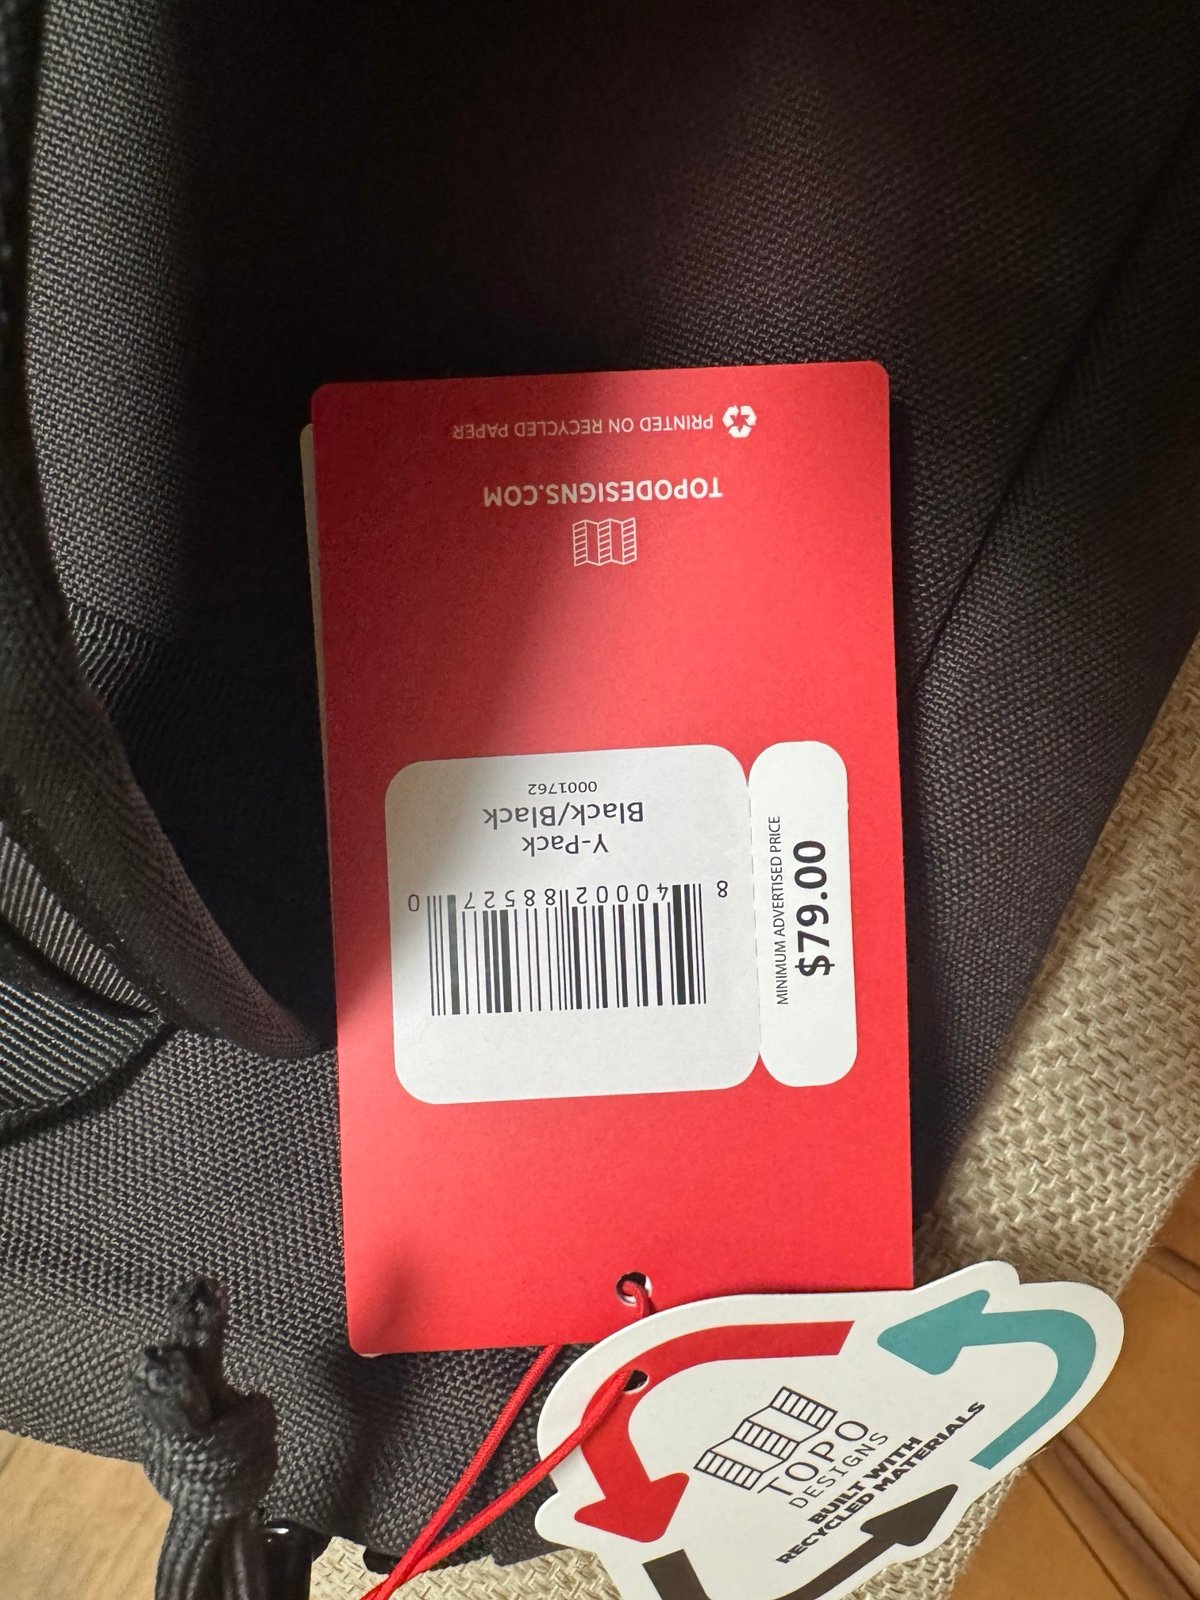 MINIMUM ADVERTISED PRICE
$79.00
8 40002 88527 0
Y-Pack
Black/Black
0001762
TOPODESIGNS.COM
PRINTED ON RECYCLED PAPER
TOPO
DESIGNS
BUILT WITH
RECYCLED MATERIALS